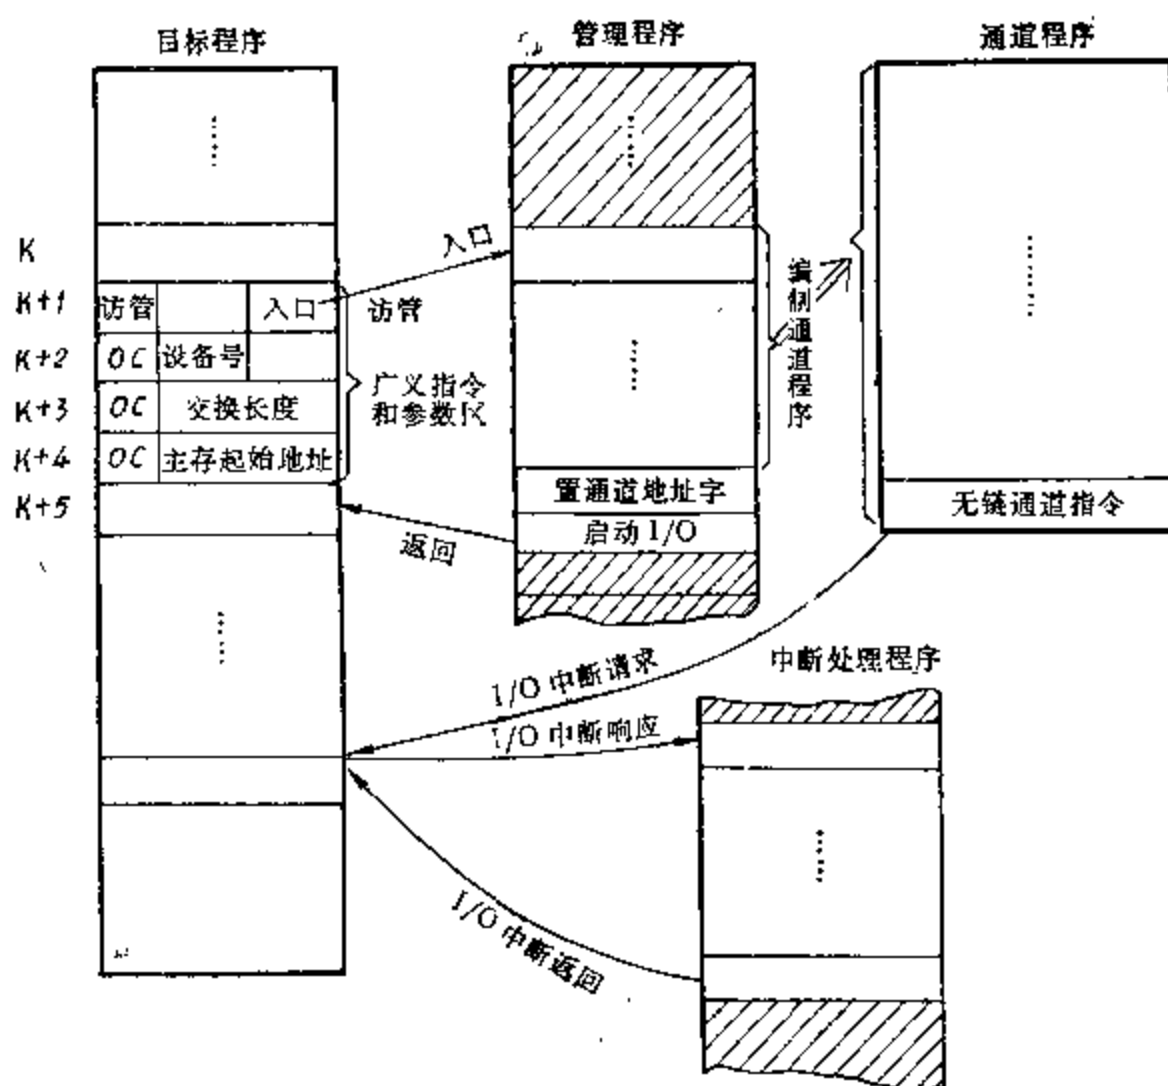 目标程序
管理程序
通道程序
K
K+1
访管
入口
访管
K+2
OC
设备号
K+3
OC
交换长度
K+4
OC
主存起始地址
K+5
广义指令
和参数区
入口
返回
编制通道程序
置通道地址字
启动 I/O
无链通道指令
I/O 中断请求
I/O 中断响应
中断处理程序
I/O 中断返回